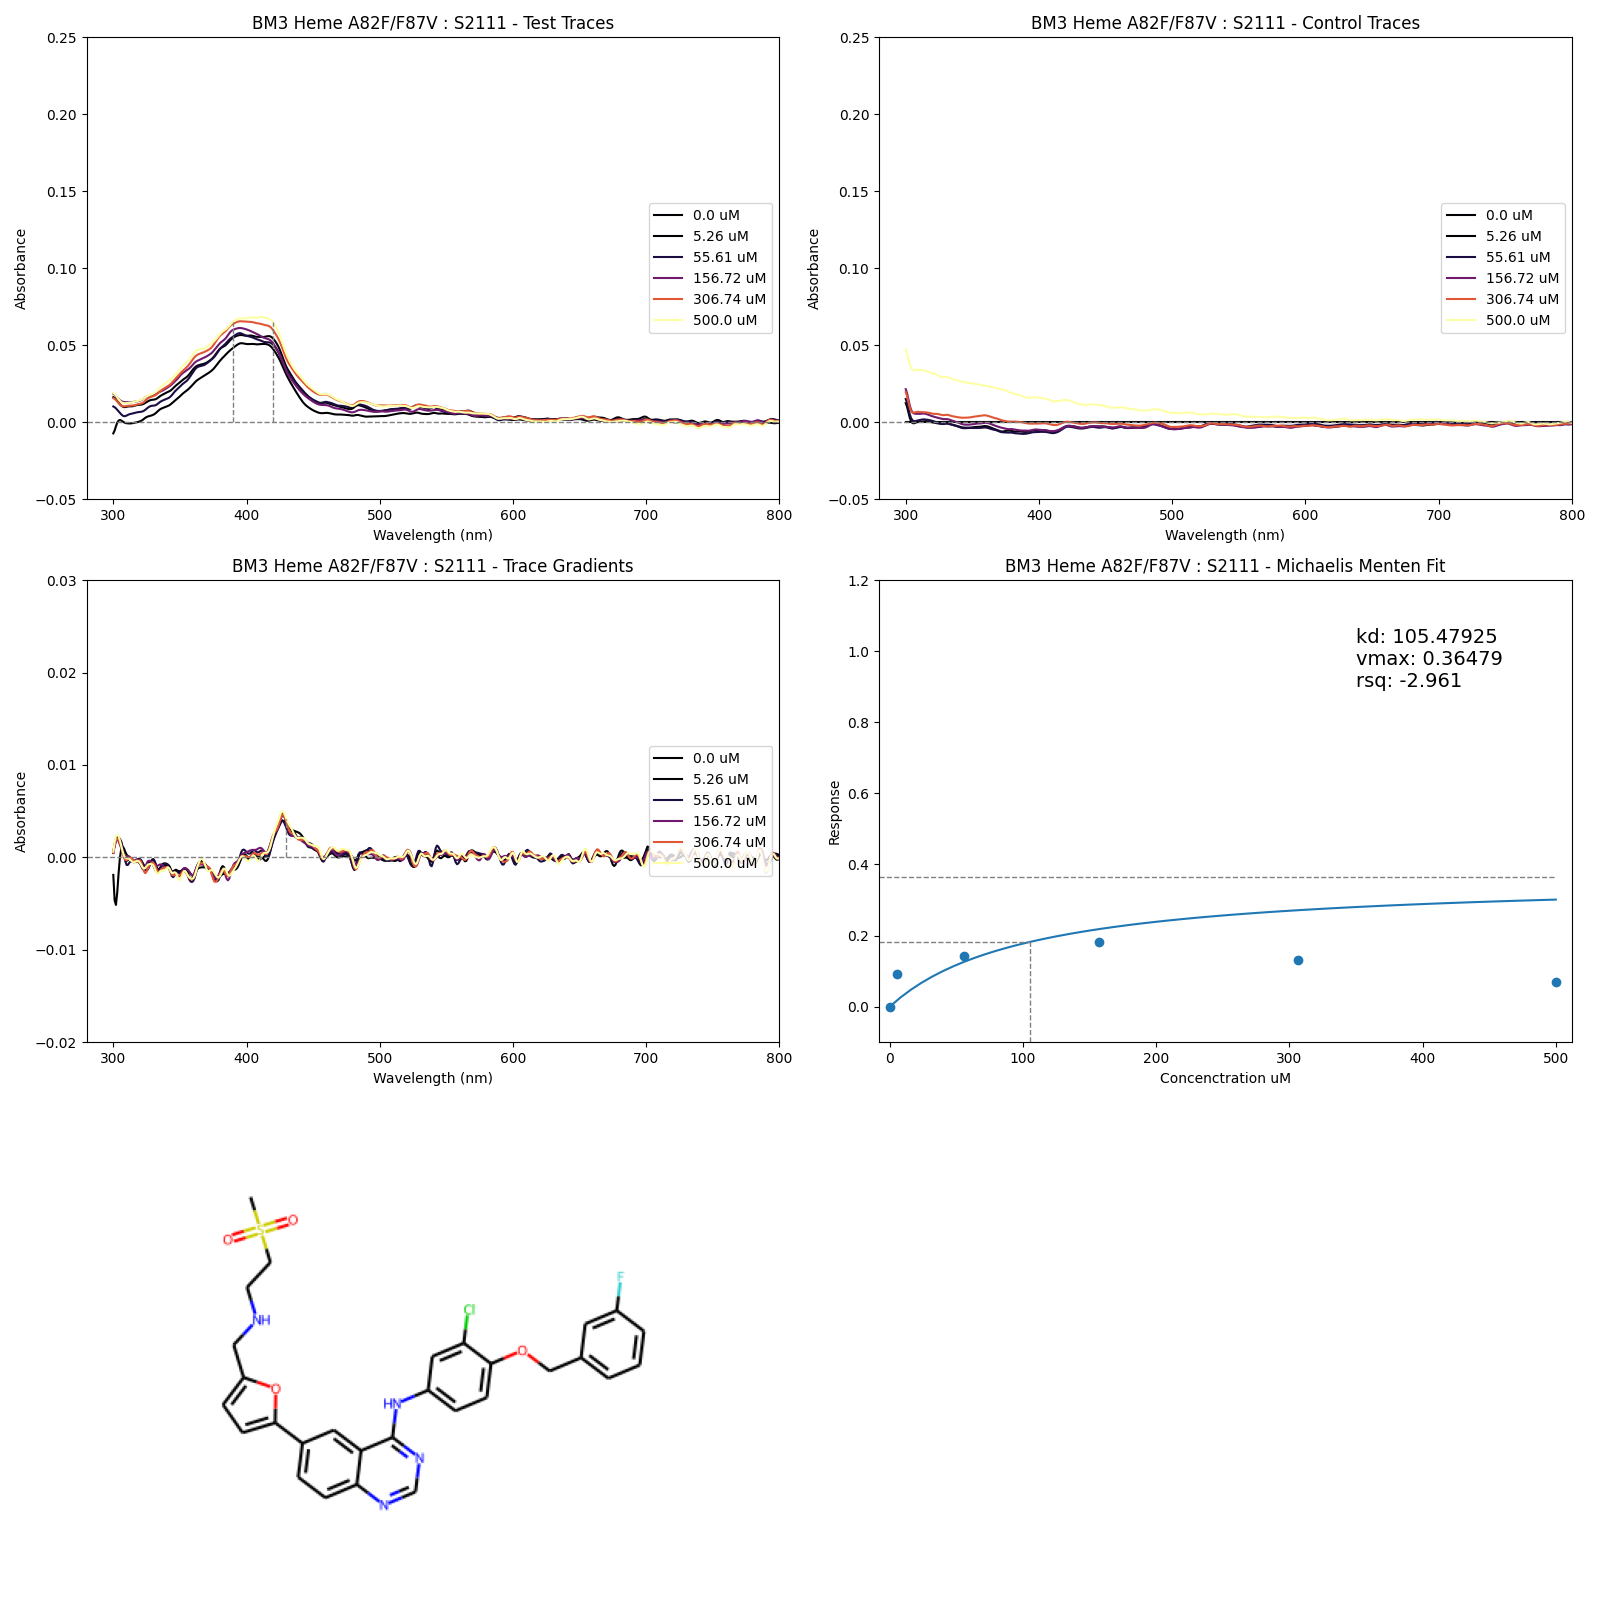 BM3 Heme A82F/F87V : S2111 - Test Traces
0.25
0.20
0.15
0.10
0.05
0.00
−0.05
Absorbance
300
400
500
600
700
800
Wavelength (nm)
0.0 uM
5.26 uM
55.61 uM
156.72 uM
306.74 uM
500.0 uM
BM3 Heme A82F/F87V : S2111 - Control Traces
0.25
0.20
0.15
0.10
0.05
0.00
−0.05
Absorbance
300
400
500
600
700
800
Wavelength (nm)
0.0 uM
5.26 uM
55.61 uM
156.72 uM
306.74 uM
500.0 uM
BM3 Heme A82F/F87V : S2111 - Trace Gradients
0.03
0.02
0.01
0.00
−0.01
−0.02
Absorbance
300
400
500
600
700
800
Wavelength (nm)
0.0 uM
5.26 uM
55.61 uM
156.72 uM
306.74 uM
500.0 uM
BM3 Heme A82F/F87V : S2111 - Michaelis Menten Fit
1.2
1.0
0.8
0.6
0.4
0.2
0.0
Response
0
100
200
300
400
500
Concenctration uM
kd: 105.47925
vmax: 0.36479
rsq: -2.961
O
S
O
NH
F
Cl
O
O
HN
N
N